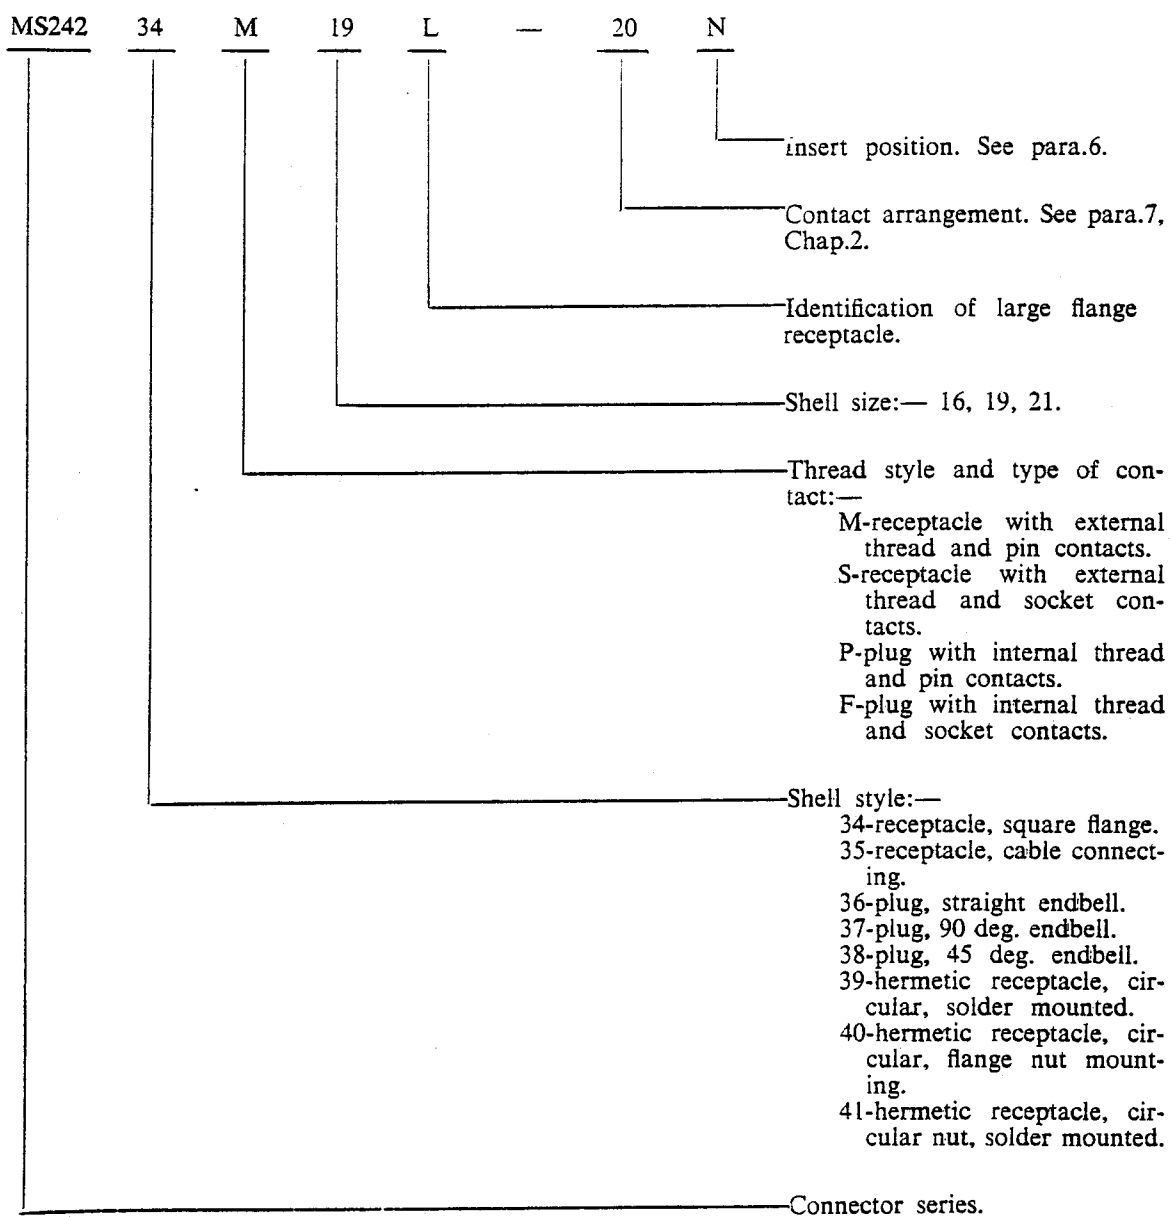 MS242 34 M 19 L — 20 N
insert position. See para.6.
Contact arrangement. See para.7,
Chap.2.
Identification of large flange
receptacle.
Shell size:— 16, 19, 21.
Thread style and type of con-
tact:—
M-receptacle with external
thread and pin contacts.
S-receptacle with external
thread and socket con-
tacts.
P-plug with internal thread
and pin contacts.
F-plug with internal thread
and socket contacts.
Shell style:—
34-receptacle, square flange.
35-receptacle, cable connect-
ing.
36-plug, straight endbell.
37-plug, 90 deg. endbell.
38-plug, 45 deg. endbell.
39-hermetic receptacle, cir-
cular, solder mounted.
40-hermetic receptacle, cir-
cular, flange nut mount-
ing.
41-hermetic receptacle, cir-
cular nut, solder mounted.
Connector series.